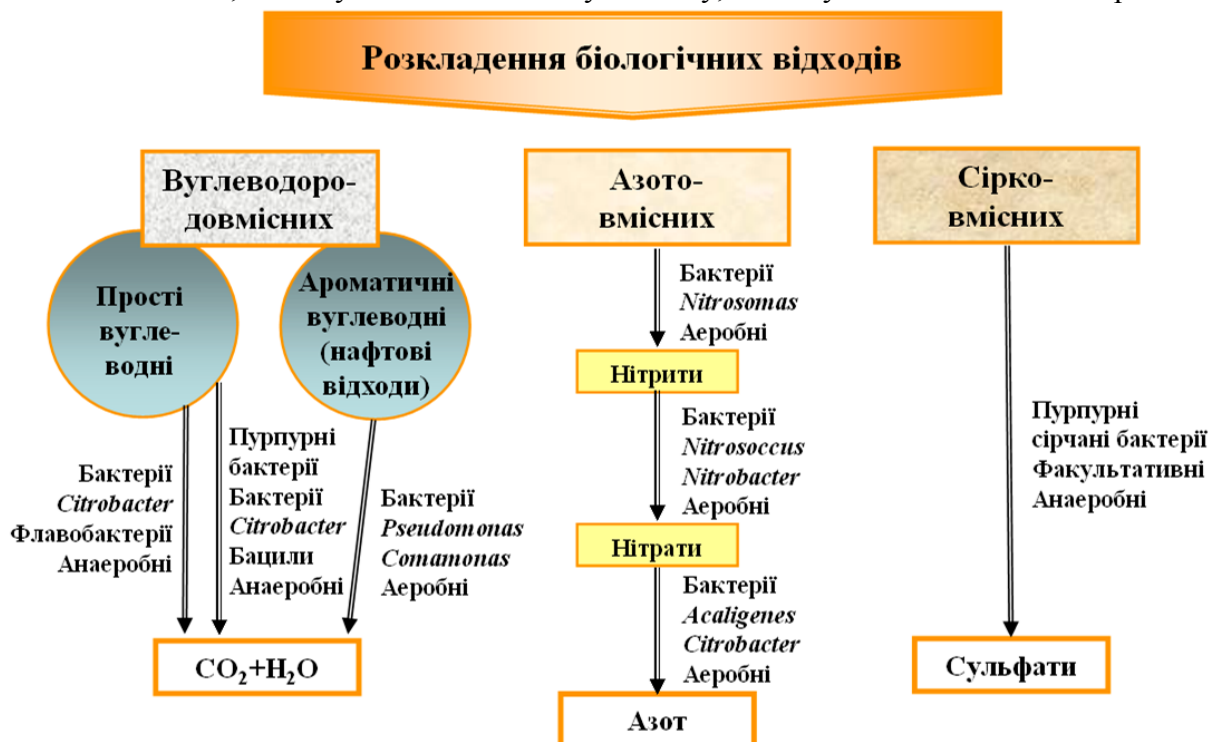 Розкладення біологічних відходів
Вуглеводоро-
довмісних
Прості
вугле-
водні
Ароматичні
вуглеводні
(нафтові
відходи)
Бактерії
Citrobacter
Флавобактерії
Анаеробні
Пурпурні
бактерії
Бактерії
Citrobacter
Бацили
Анаеробні
Бактерії
Pseudomonas
Comamonas
Аеробні
CO₂+H₂O
Азото-
вмісних
Бактерії
Nitrosomas
Аеробні
Нітрити
Бактерії
Nitrosoccus
Nitrobacter
Аеробні
Нітрати
Бактерії
Acaligenes
Citrobacter
Аеробні
Азот
Сірко-
вмісних
Пурпурні
сірчані бактерії
Факультативні
Анаеробні
Сульфати